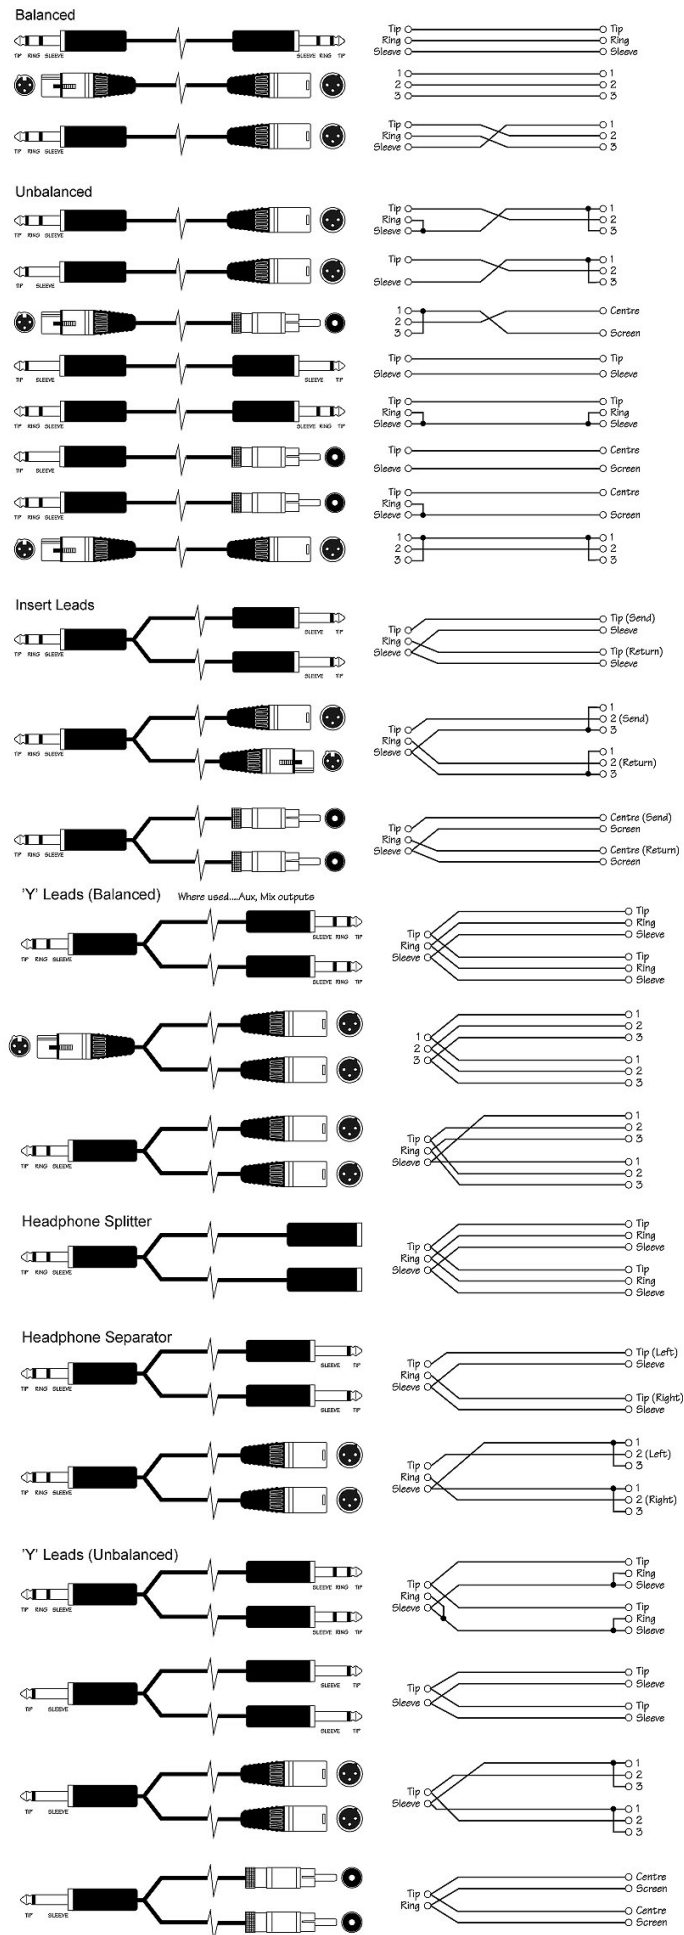 Balanced
Tip Tip
Ring Ring
Sleeve Sleeve
TIP RING SLEEVE SLEEVE RING TIP
1 1
2 2
3 3
Tip 1
Ring 2
Sleeve 3
TIP RING SLEEVE
Unbalanced
Tip 1
Ring 2
Sleeve 3
TIP RING SLEEVE
Tip 1
2
Sleeve 3
TIP SLEEVE
1 Centre
2
3 Screen
Tip Tip
Sleeve Sleeve
TIP SLEEVE SLEEVE TIP
Tip Tip
Ring Ring
Sleeve Sleeve
TIP RING SLEEVE SLEEVE RING TIP
Tip Centre
Sleeve Screen
TIP SLEEVE
Tip Centre
Ring
Sleeve Screen
TIP RING SLEEVE
1 1
2 2
3 3
Insert Leads
Tip (Send)
Tip Sleeve
Ring
Sleeve Tip (Return)
Sleeve
SLEEVE TIP
TIP RING SLEEVE
SLEEVE TIP
1
2 (Send)
Tip 3
Ring
Sleeve 1
2 (Return)
3
TIP RING SLEEVE
Centre (Send)
Tip Screen
Ring
Sleeve Centre (Return)
Screen
TIP RING SLEEVE
'Y' Leads (Balanced) Where used....Aux, Mix outputs
Tip
Ring
Tip Sleeve
Ring
Sleeve Tip
Ring
Sleeve
SLEEVE RING TIP
TIP RING SLEEVE
SLEEVE RING TIP
1
2
1 3
2
3 1
2
3
1
2
Tip 3
Ring
Sleeve 1
2
3
TIP RING SLEEVE
Headphone Splitter
Tip
Ring
Tip Sleeve
Ring
Sleeve Tip
Ring
Sleeve
TIP RING SLEEVE
Headphone Separator
Tip (Left)
Tip Sleeve
Ring
Sleeve
Tip (Right)
Sleeve
SLEEVE TIP
TIP RING SLEEVE
SLEEVE TIP
1
2 (Left)
Tip 3
Ring
Sleeve 1
2 (Right)
3
TIP RING SLEEVE
'Y' Leads (Unbalanced)
Tip
Ring
Tip Sleeve
Ring
Sleeve Tip
Ring
Sleeve
SLEEVE RING TIP
TIP RING SLEEVE
SLEEVE RING TIP
Tip
Tip Sleeve
Sleeve Tip
Sleeve
SLEEVE TIP
TIP SLEEVE
SLEEVE TIP
1
2
Tip 3
Sleeve 1
2
3
TIP SLEEVE
Centre
Tip Screen
Ring Centre
Screen
TIP SLEEVE